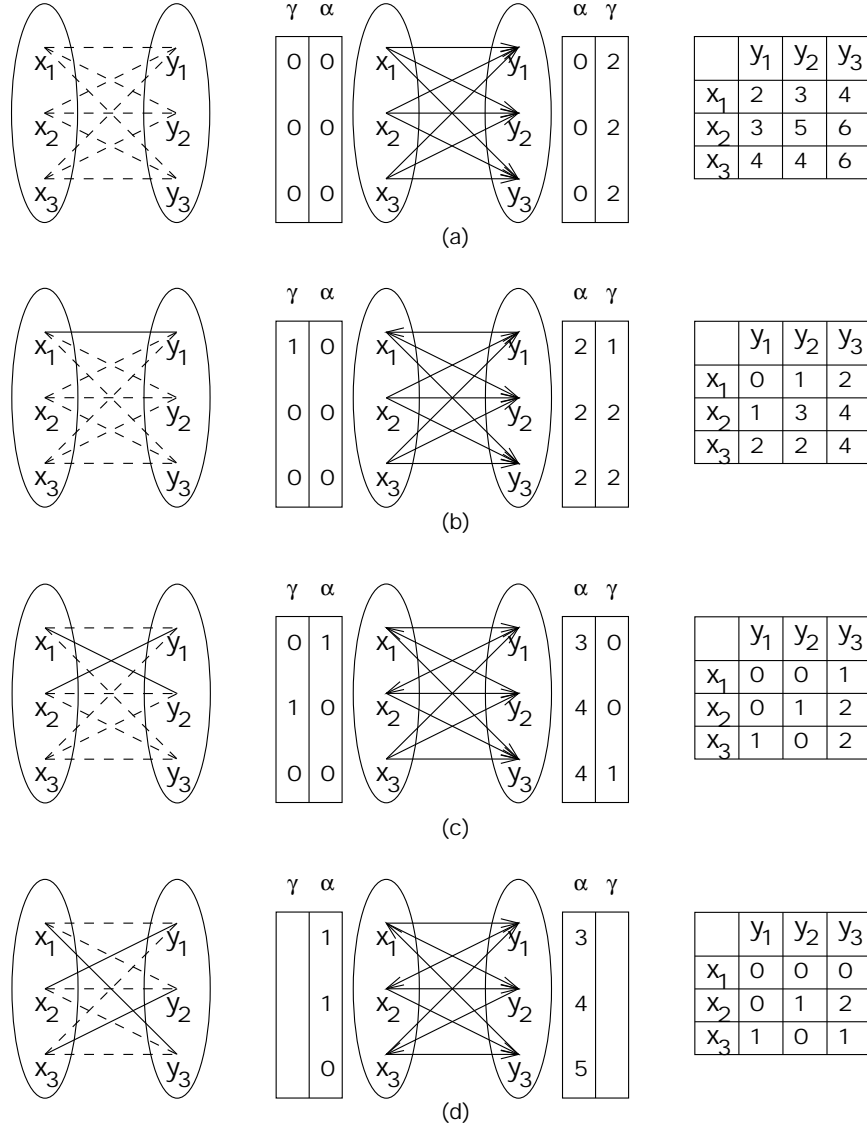 γ α α γ
y1 y2 y3
x1 y1 0 0 x1 y1 0 2 x1 2 3 4
x2 y2 0 0 x2 y2 0 2 x2 3 5 6
x3 y3 0 0 x3 y3 0 2 x3 4 4 6
(a)
γ α α γ
y1 y2 y3
x1 y1 1 0 x1 y1 2 1 x1 0 1 2
x2 y2 0 0 x2 y2 2 2 x2 1 3 4
x3 y3 0 0 x3 y3 2 2 x3 2 2 4
(b)
γ α α γ
y1 y2 y3
x1 y1 0 1 x1 y1 3 0 x1 0 0 1
x2 y2 1 0 x2 y2 4 0 x2 0 1 2
x3 y3 0 0 x3 y3 4 1 x3 1 0 2
(c)
γ α α γ
y1 y2 y3
x1 y1 1 x1 y1 3 x1 0 0 0
x2 y2 1 x2 y2 4 x2 0 1 2
x3 y3 0 x3 y3 5 x3 1 0 1
(d)